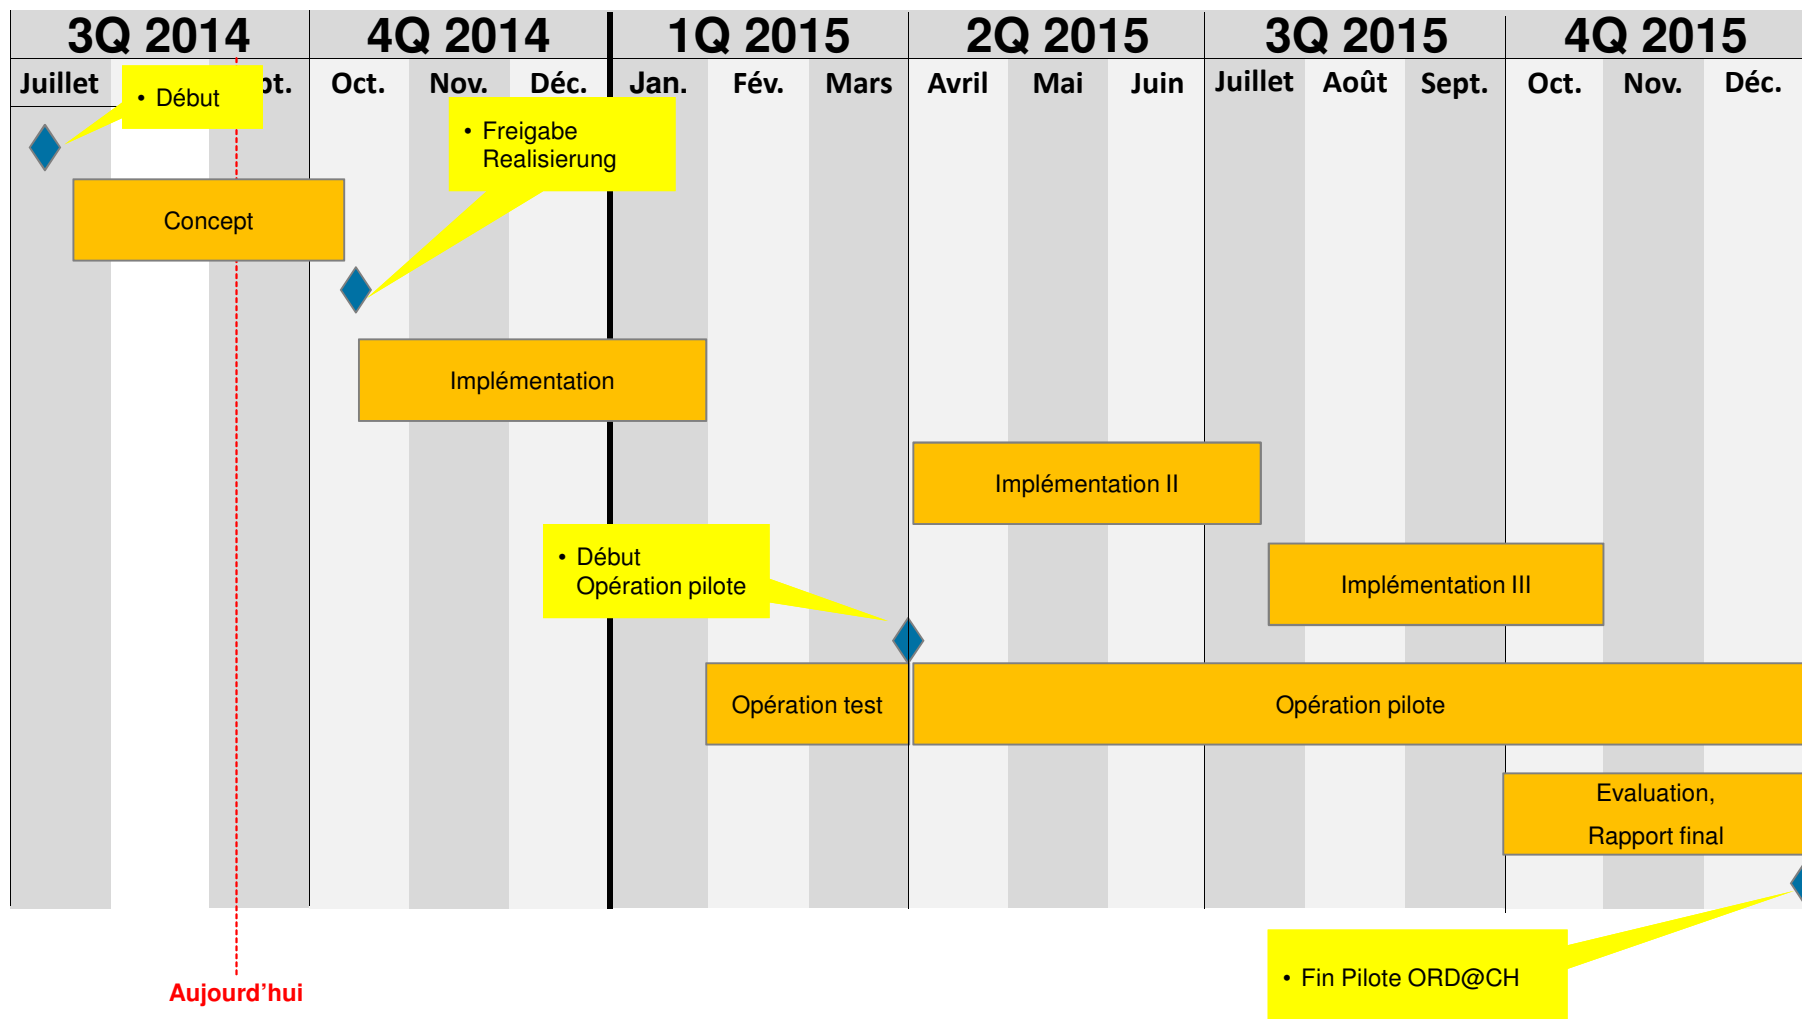 3Q 2014 4Q 2014 1Q 2015 2Q 2015 3Q 2015 4Q 2015
Juillet pt. Oct. Nov. Déc. Jan. Fév. Mars Avril Mai Juin Juillet Août Sept. Oct. Nov. Déc.
• Début
• Freigabe
Realisierung
Concept
Implémentation
Implémentation II
• Début
Opération pilote
Implémentation III
Opération test
Opération pilote
Evaluation,
Rapport final
• Fin Pilote ORD@CH
Aujourd'hui